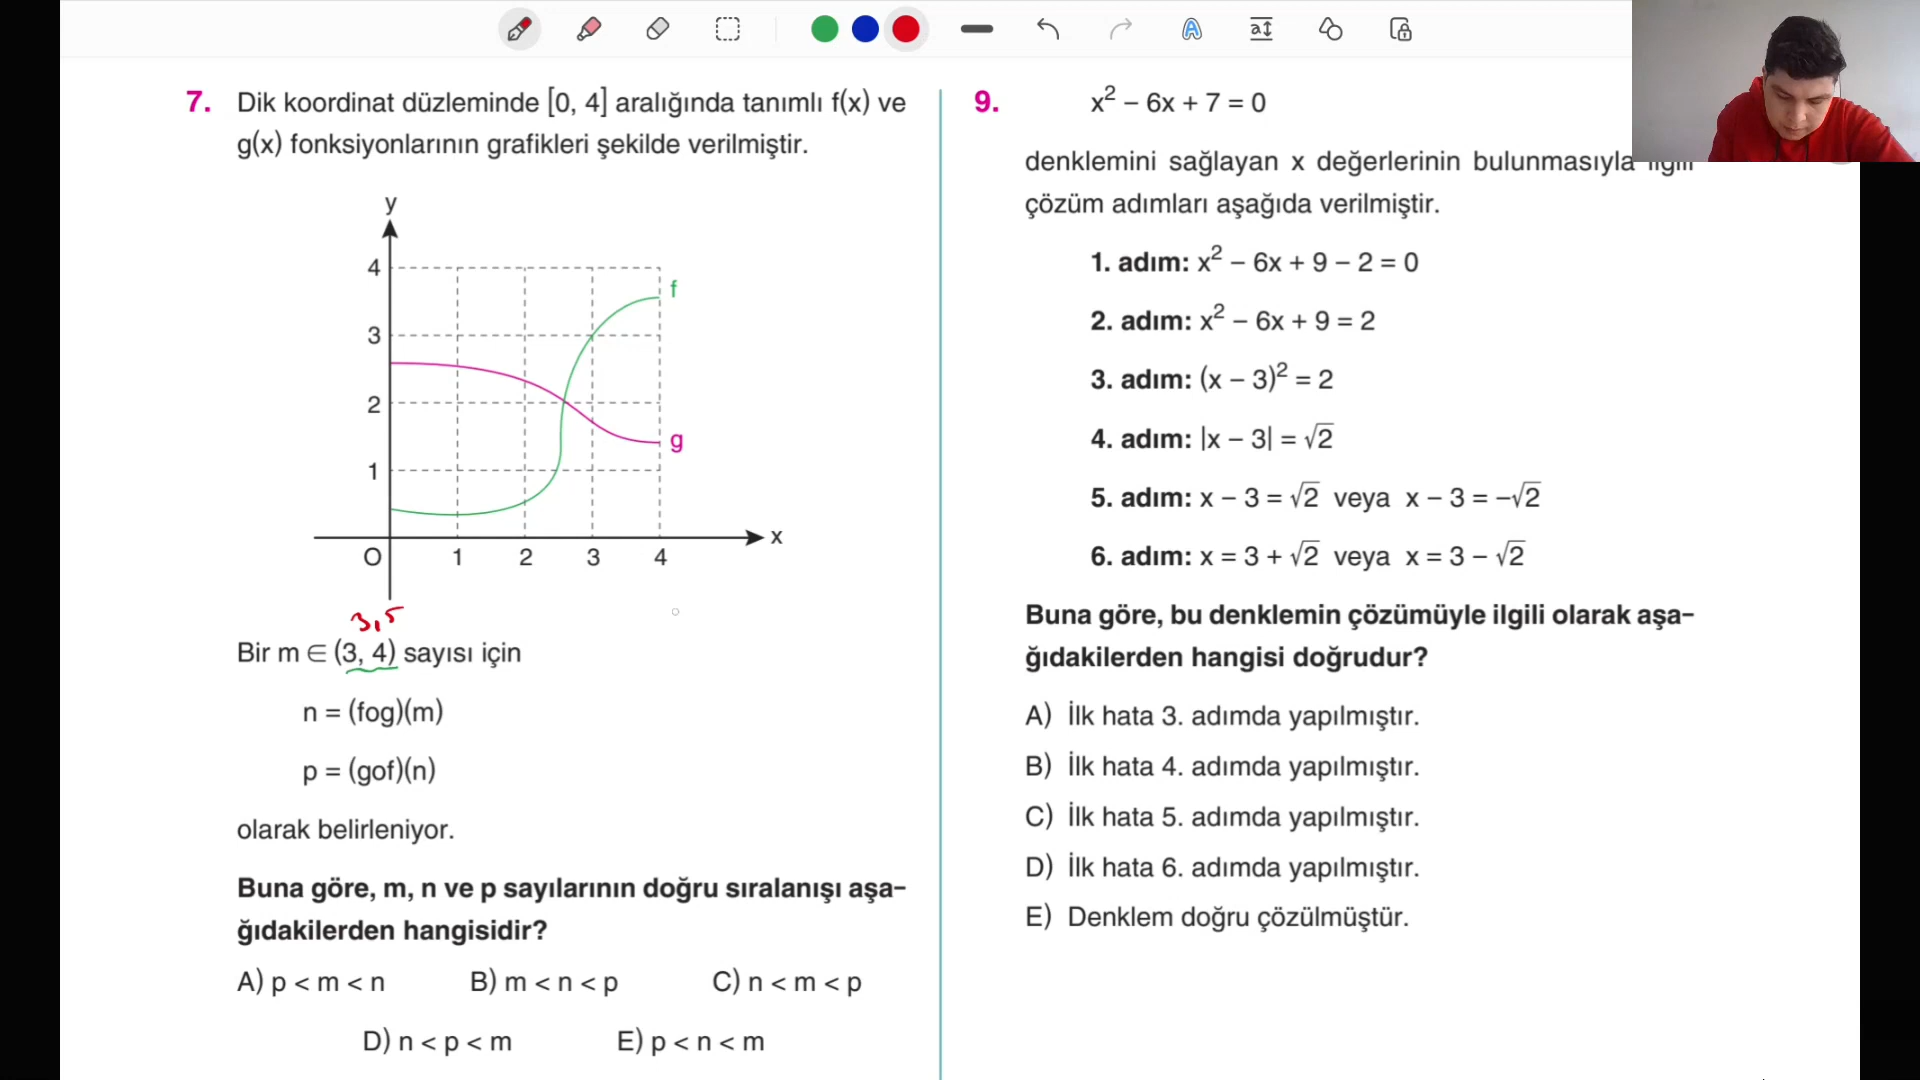 7. Dik koordinat düzleminde [0, 4] aralığında tanımlı f(x) ve
g(x) fonksiyonlarının grafikleri şekilde verilmiştir.
y
4
f
3
2
g
1
x
O 1 2 3 4
3,5
Bir m ∈ (3, 4) sayısı için
n = (fog)(m)
p = (gof)(n)
olarak belirleniyor.
Buna göre, m, n ve p sayılarının doğru sıralanışı aşa-
ğıdakilerden hangisidir?
A) p < m < n B) m < n < p C) n < m < p
D) n < p < m E) p < n < m
9. x² – 6x + 7 = 0
denklemini sağlayan x değerlerinin bulunmasıyla ilgili
çözüm adımları aşağıda verilmiştir.
1. adım: x² – 6x + 9 – 2 = 0
2. adım: x² – 6x + 9 = 2
3. adım: (x – 3)² = 2
4. adım: |x – 3| = √2
5. adım: x – 3 = √2 veya x – 3 = –√2
6. adım: x = 3 + √2 veya x = 3 – √2
Buna göre, bu denklemin çözümüyle ilgili olarak aşa-
ğıdakilerden hangisi doğrudur?
A) İlk hata 3. adımda yapılmıştır.
B) İlk hata 4. adımda yapılmıştır.
C) İlk hata 5. adımda yapılmıştır.
D) İlk hata 6. adımda yapılmıştır.
E) Denklem doğru çözülmüştür.